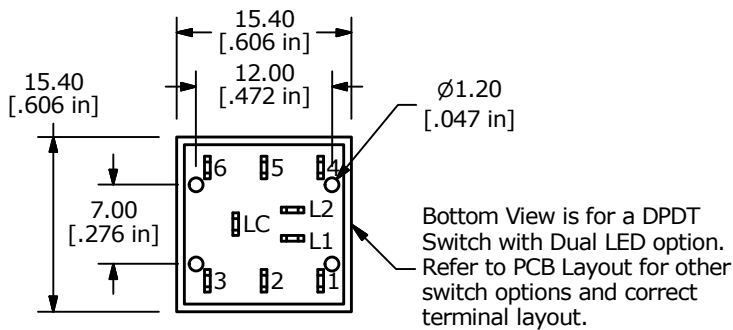 15.40
[.606 in]
12.00
[.472 in]
15.40
[.606 in]
Ø1.20
[.047 in]
6 5 4
7.00
[.276 in]
L2
LC
L1
3 2 1
Bottom View is for a DPDT
Switch with Dual LED option.
Refer to PCB Layout for other
switch options and correct
terminal layout.